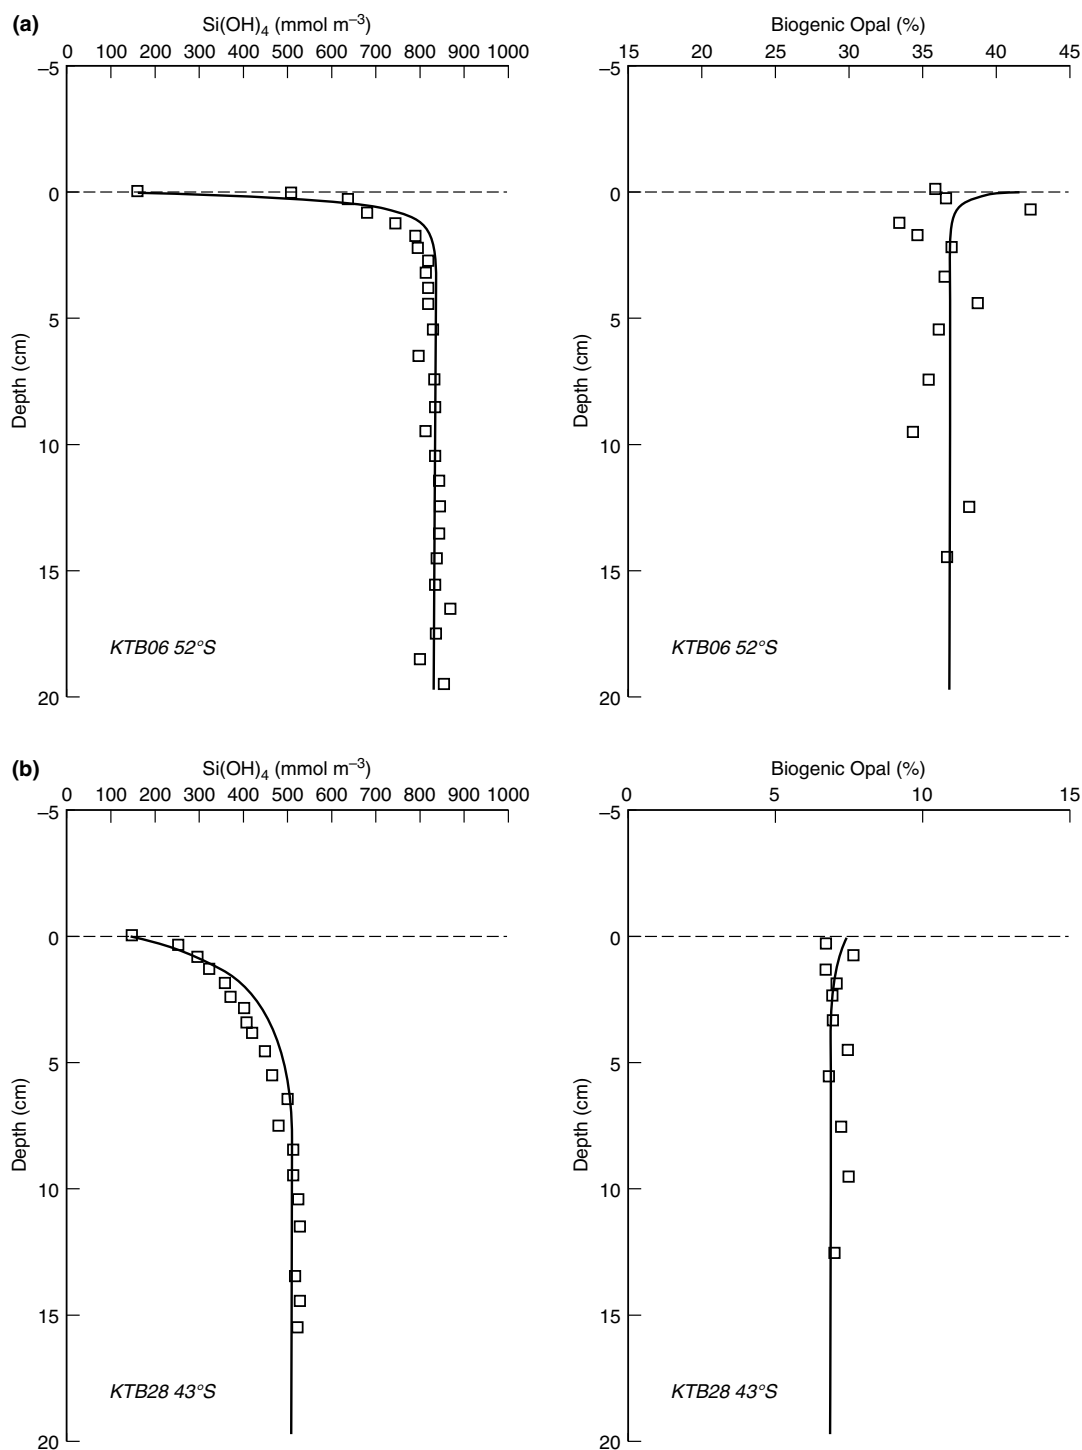 (a) Si(OH)₄ (mmol m⁻³) Biogenic Opal (%)
0 100 200 300 400 500 600 700 800 900 1000 15 20 25 30 35 40 45
–5 –5
0 0
5 5
Depth (cm) Depth (cm)
10 10
15 15
KTB06 52°S KTB06 52°S
20 20
(b) Si(OH)₄ (mmol m⁻³) Biogenic Opal (%)
0 100 200 300 400 500 600 700 800 900 1000 0 5 10 15
–5 –5
0 0
5 5
Depth (cm) Depth (cm)
10 10
15 15
KTB28 43°S KTB28 43°S
20 20